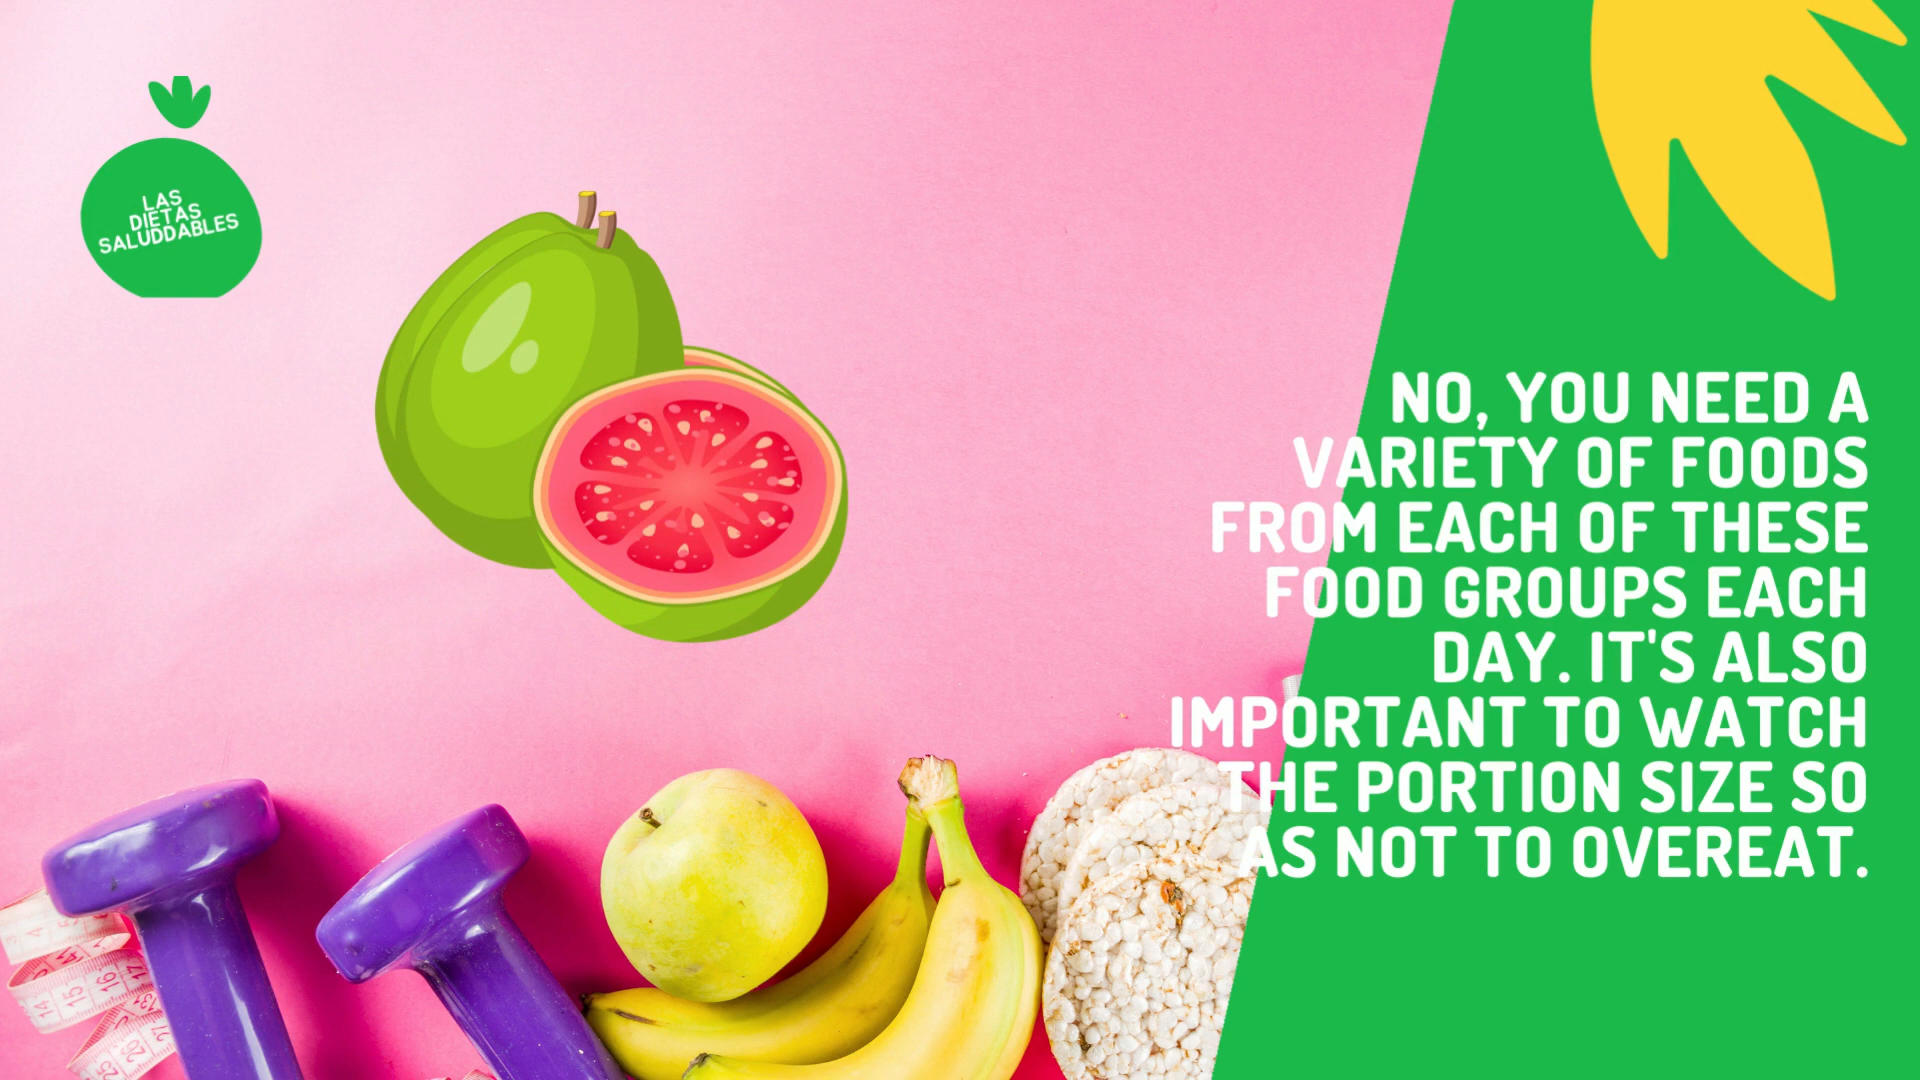 LAS
DIETAS
SALUDDABLES
NO, YOU NEED A
VARIETY OF FOODS
FROM EACH OF THESE
FOOD GROUPS EACH
DAY. IT'S ALSO
IMPORTANT TO WATCH
THE PORTION SIZE SO
AS NOT TO OVEREAT.